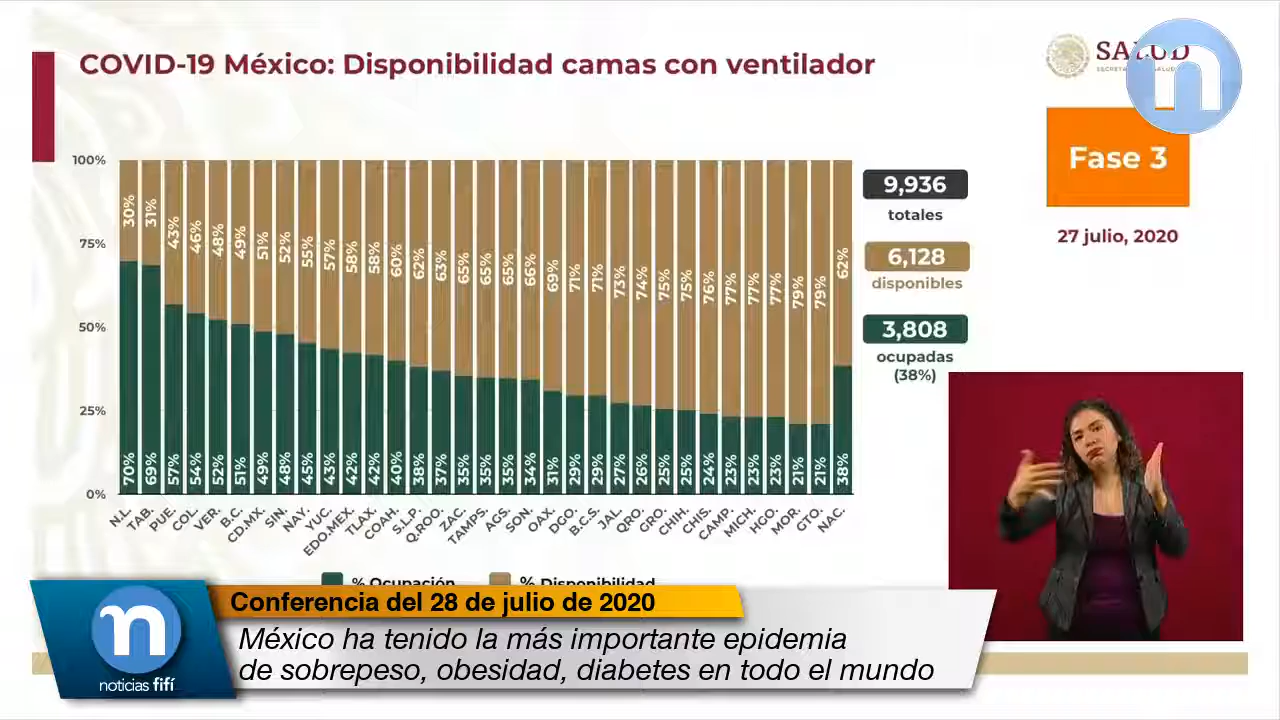 COVID-19 México: Disponibilidad camas con ventilador
SALUD
n
Fase 3
27 julio, 2020
100%
75%
50%
25%
0%
30% 31% 43% 46% 48% 49% 51% 52% 55% 57% 58% 58% 60% 62% 63% 65% 65% 65% 66% 69% 71% 71% 73% 74% 75% 75% 76% 77% 77% 77% 79% 79% 62%
70% 69% 57% 54% 52% 51% 49% 48% 45% 43% 42% 42% 40% 38% 37% 35% 35% 35% 34% 31% 29% 29% 27% 26% 25% 25% 24% 23% 23% 23% 21% 21% 38%
N.L. TAB. PUE. COL. VER. B.C. CD.MX. SIN. NAY. YUC. EDO.MEX. TLAX. COAH. S.L.P. Q.ROO. ZAC. TAMPS. AGS. SON. OAX. DGO. B.C.S. JAL. QRO. GRO. CHIH. CHIS. CAMP. MICH. HGO. MOR. GTO. NAC.
9,936
totales
6,128
disponibles
3,808
ocupadas
(38%)
% Ocupación % Disponibilidad
Conferencia del 28 de julio de 2020
México ha tenido la más importante epidemia
de sobrepeso, obesidad, diabetes en todo el mundo
n
noticias fifí